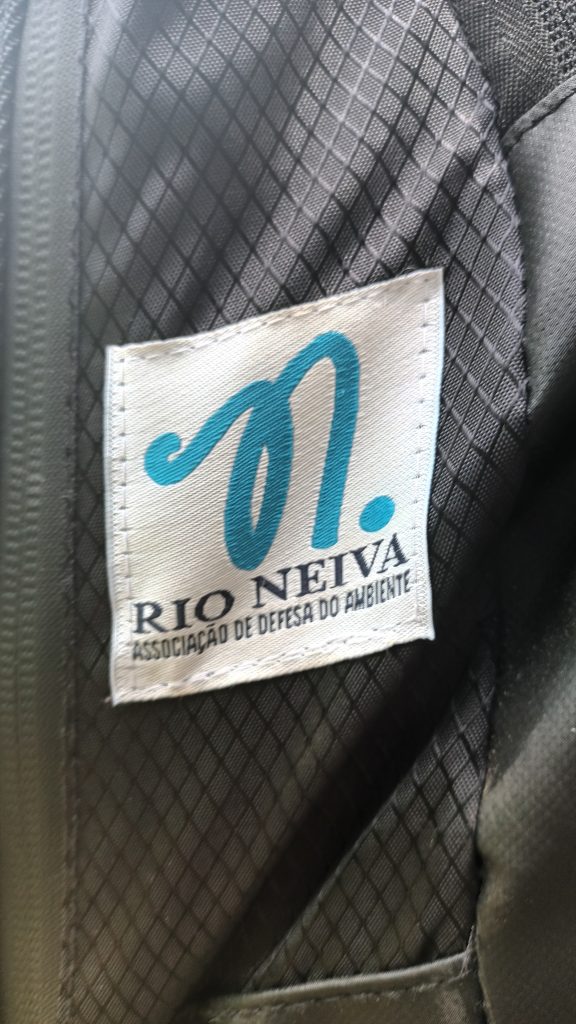 n.
RIO NEIVA
ASSOCIAÇÃO DE DEFESA DO AMBIENTE